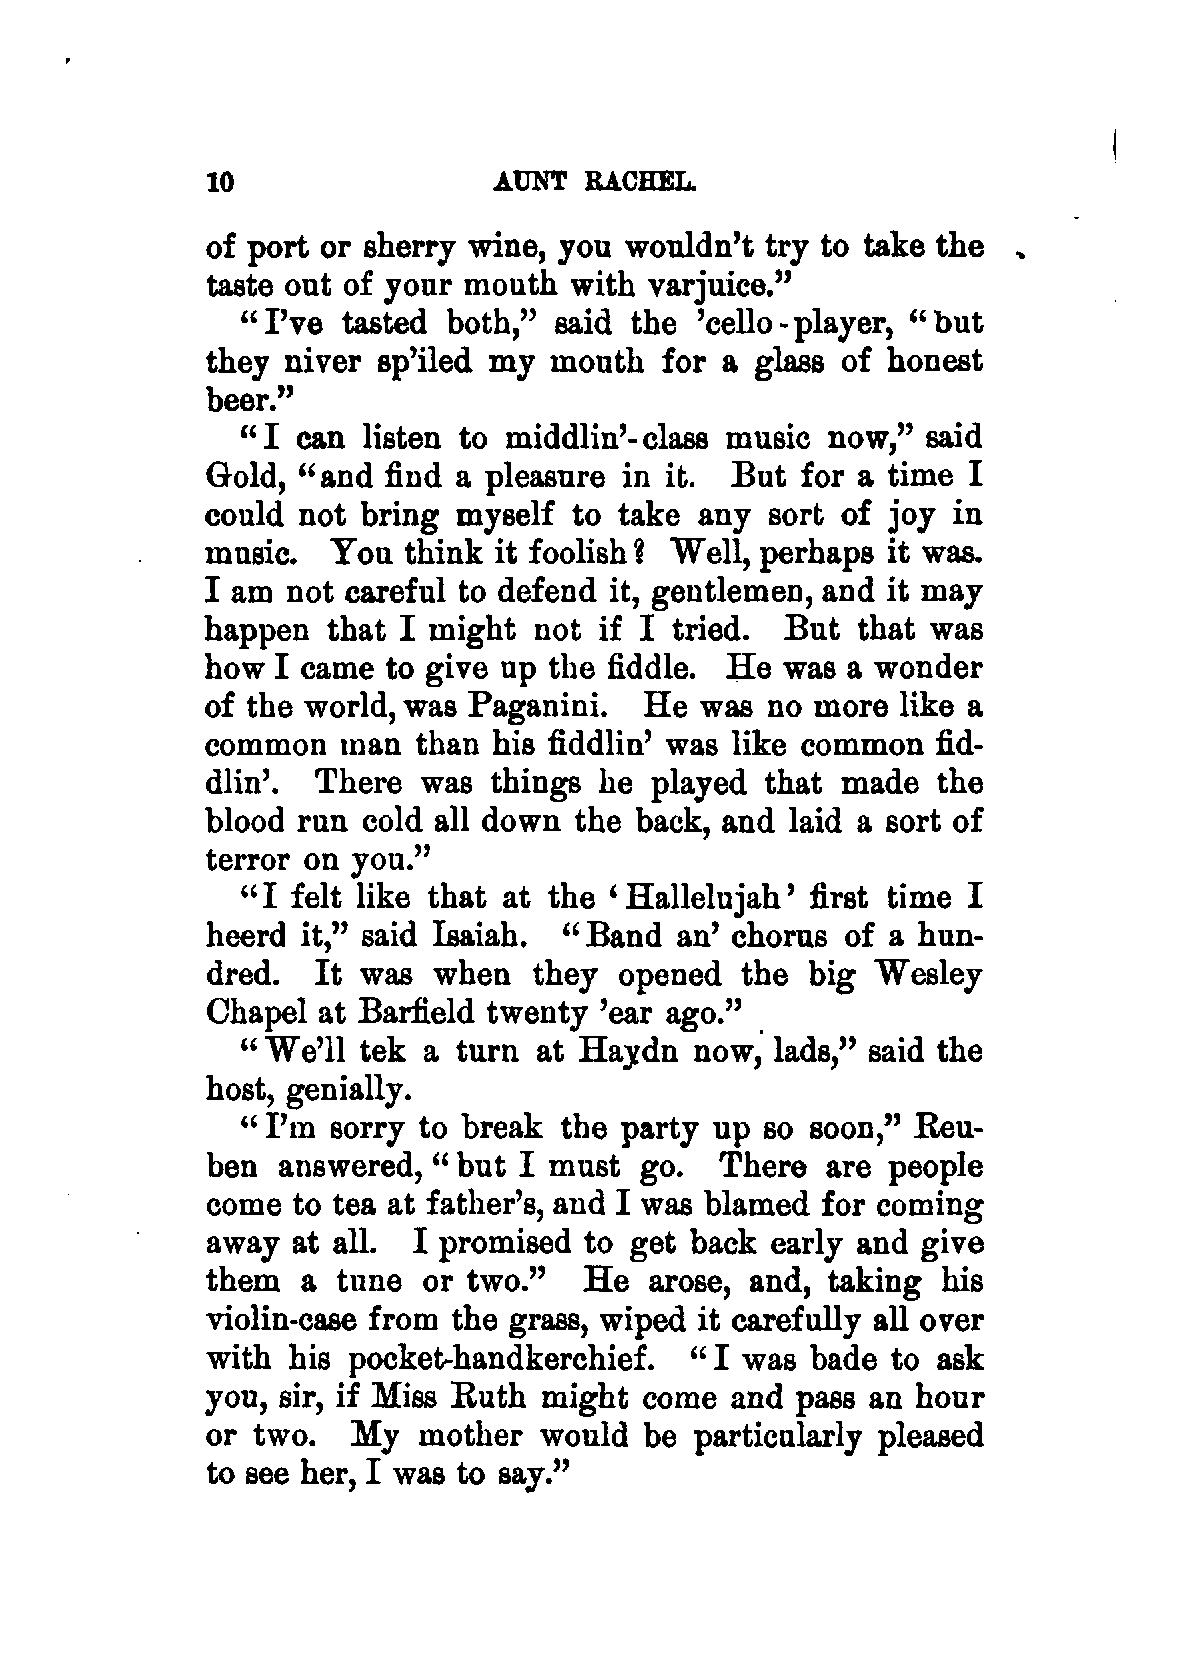 10 AUNT RACHEL.
of port or sherry wine, you wouldn't try to take the
taste out of your mouth with varjuice."
"I've tasted both," said the 'cello-player, "but
they niver sp'iled my mouth for a glass of honest
beer."
"I can listen to middlin'-class music now," said
Gold, "and find a pleasure in it. But for a time I
could not bring myself to take any sort of joy in
music. You think it foolish? Well, perhaps it was.
I am not careful to defend it, gentlemen, and it may
happen that I might not if I tried. But that was
how I came to give up the fiddle. He was a wonder
of the world, was Paganini. He was no more like a
common man than his fiddlin' was like common fid-
dlin'. There was things he played that made the
blood run cold all down the back, and laid a sort of
terror on you."
"I felt like that at the 'Hallelujah' first time I
heerd it," said Isaiah. "Band an' chorus of a hun-
dred. It was when they opened the big Wesley
Chapel at Barfield twenty 'ear ago."
"We'll tek a turn at Haydn now, lads," said the
host, genially.
"I'm sorry to break the party up so soon," Reu-
ben answered, "but I must go. There are people
come to tea at father's, and I was blamed for coming
away at all. I promised to get back early and give
them a tune or two." He arose, and, taking his
violin-case from the grass, wiped it carefully all over
with his pocket-handkerchief. "I was bade to ask
you, sir, if Miss Ruth might come and pass an hour
or two. My mother would be particularly pleased
to see her, I was to say."